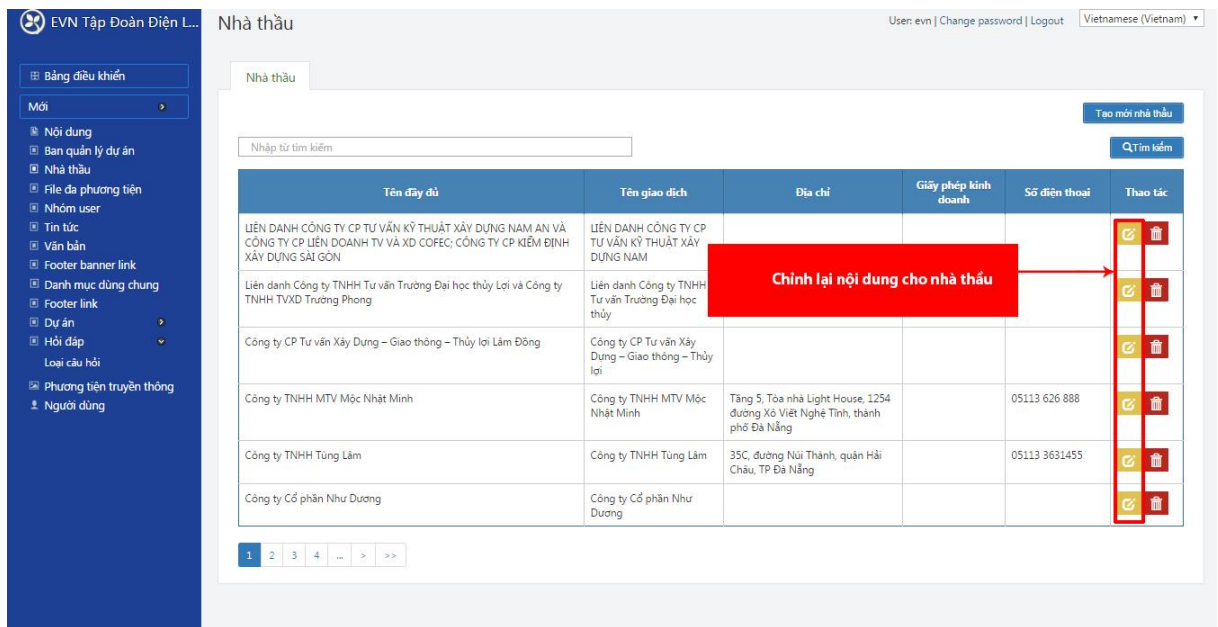 EVN Tập Đoàn Điện L...
Nhà thầu
User: evn | Change password | Logout
Vietnamese (Vietnam)
Bảng điều khiển
Mới
Nội dung
Ban quản lý dự án
Nhà thầu
File đa phương tiện
Nhóm user
Tin tức
Văn bản
Footer banner link
Danh mục dùng chung
Footer link
Dự án
Hỏi đáp
Loại câu hỏi
Phương tiện truyền thông
Người dùng
Nhà thầu
Tạo mới nhà thầu
Nhập từ tìm kiếm
Tìm kiếm
Tên đầy đủ
Tên giao dịch
Địa chỉ
Giấy phép kinh
doanh
Số điện thoại
Thao tác
LIÊN DANH CÔNG TY CP TƯ VẤN KỸ THUẬT XÂY DỰNG NAM AN VÀ
CÔNG TY CP LIÊN DOANH TV VÀ XD COFEC; CÔNG TY CP KIỂM ĐỊNH
XÂY DỰNG SÀI GÒN
LIÊN DANH CÔNG TY CP
TƯ VẤN KỸ THUẬT XÂY
DỰNG NAM
Chỉnh lại nội dung cho nhà thầu
Liên danh Công ty TNHH Tư vấn Trường Đại học thủy Lợi và Công ty
TNHH TVXD Trường Phong
Liên danh Công ty TNHH
Tư vấn Trường Đại học
thủy
Công ty CP Tư vấn Xây Dựng – Giao thông – Thủy lợi Lâm Đồng
Công ty CP Tư vấn Xây
Dựng – Giao thông – Thủy
lợi
Công ty TNHH MTV Mộc Nhật Minh
Công ty TNHH MTV Mộc
Nhật Minh
Tầng 5, Tòa nhà Light House, 1254
đường Xô Viết Nghệ Tĩnh, thành
phố Đà Nẵng
05113 626 888
Công ty TNHH Tùng Lâm
Công ty TNHH Tùng Lâm
35C, đường Núi Thành, quận Hải
Châu, TP Đà Nẵng
05113 3631455
Công ty Cổ phần Như Dương
Công ty Cổ phần Như
Dương
1 2 3 4 ... > >>